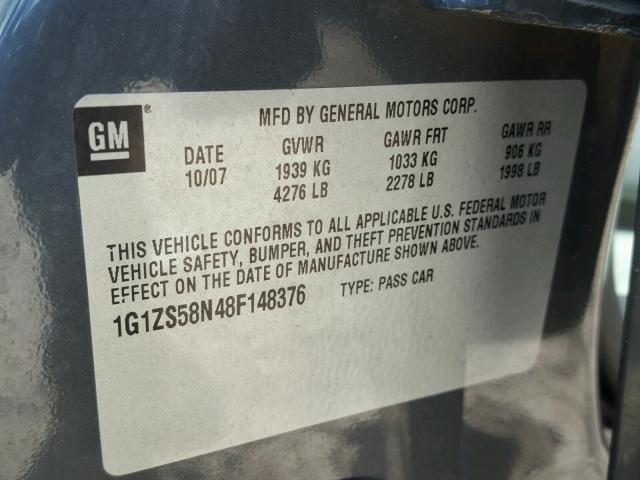 GM®
MFD BY GENERAL MOTORS CORP.
DATE GVWR GAWR FRT GAWR RR
10/07 1939 KG 1033 KG 906 KG
4276 LB 2278 LB 1998 LB
THIS VEHICLE CONFORMS TO ALL APPLICABLE U.S. FEDERAL MOTOR
VEHICLE SAFETY, BUMPER, AND THEFT PREVENTION STANDARDS IN
EFFECT ON THE DATE OF MANUFACTURE SHOWN ABOVE.
1G1ZS58N48F148376 TYPE: PASS CAR